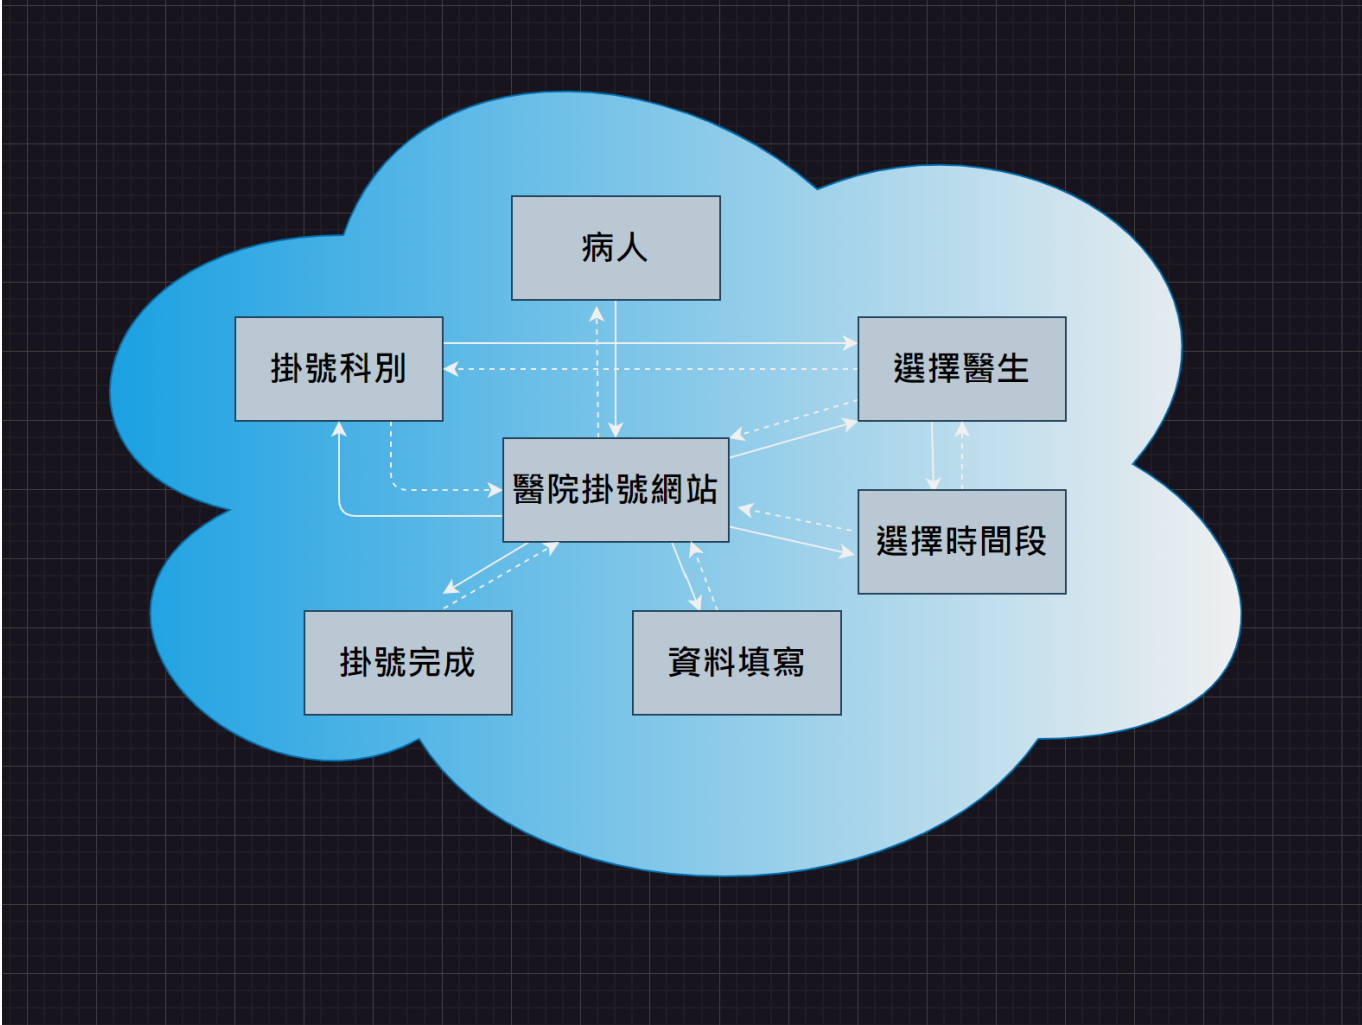 病人
掛號科別
選擇醫生
醫院掛號網站
選擇時間段
掛號完成
資料填寫